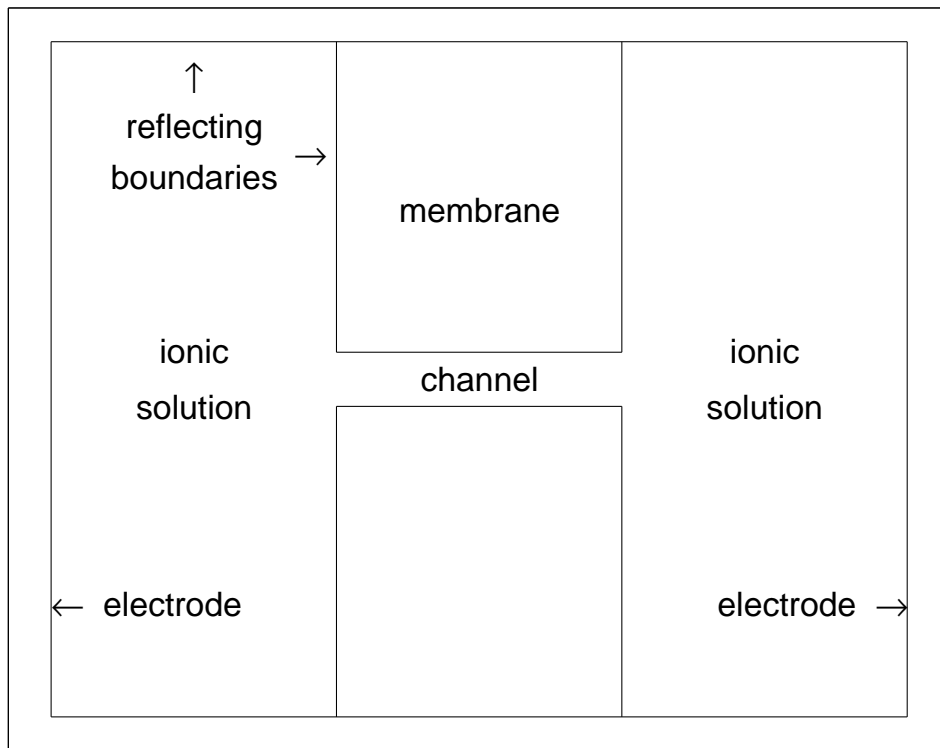 reflecting
boundaries
membrane
ionic
solution
channel
ionic
solution
electrode
electrode